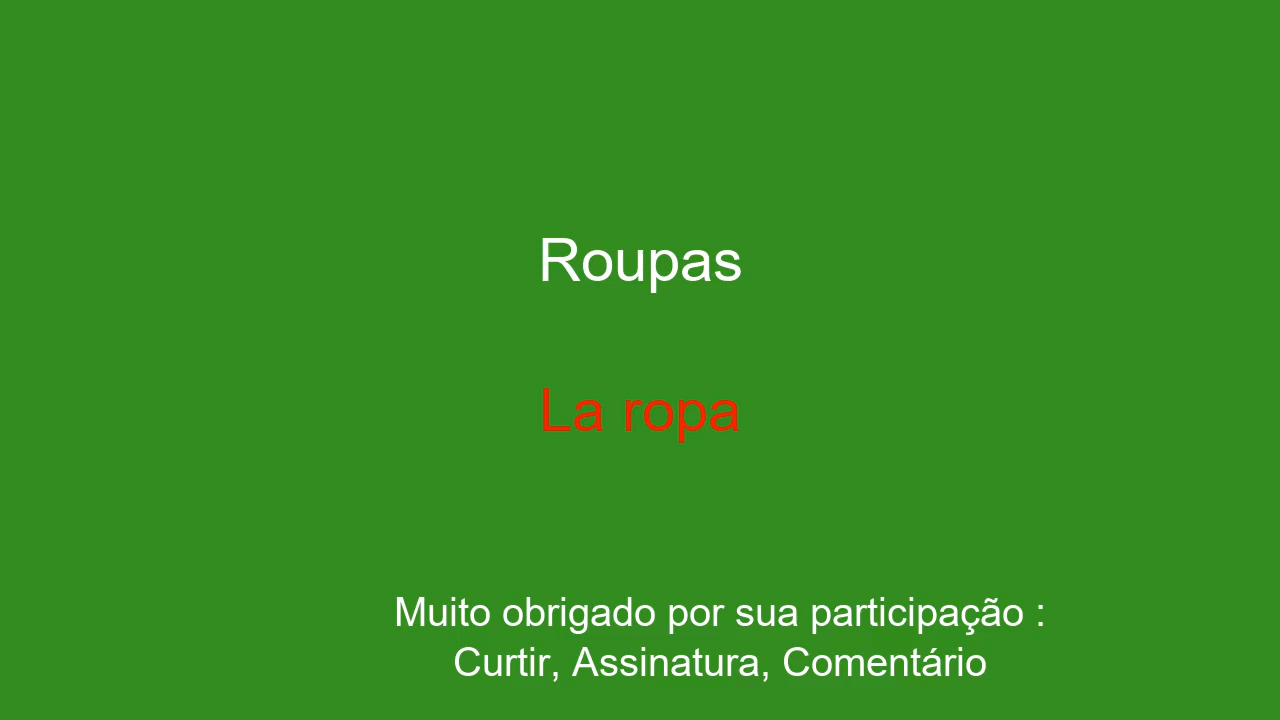 Roupas
La ropa
Muito obrigado por sua participação :
Curtir, Assinatura, Comentário